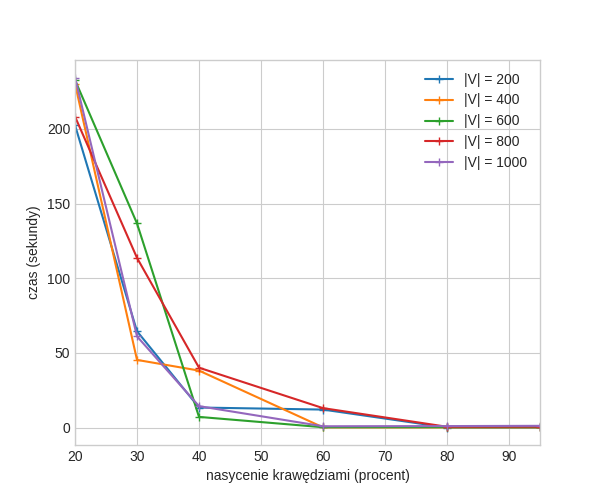 |V| = 200
|V| = 400
|V| = 600
|V| = 800
|V| = 1000
200
150
100
50
0
czas (sekundy)
20 30 40 50 60 70 80 90
nasycenie krawędziami (procent)